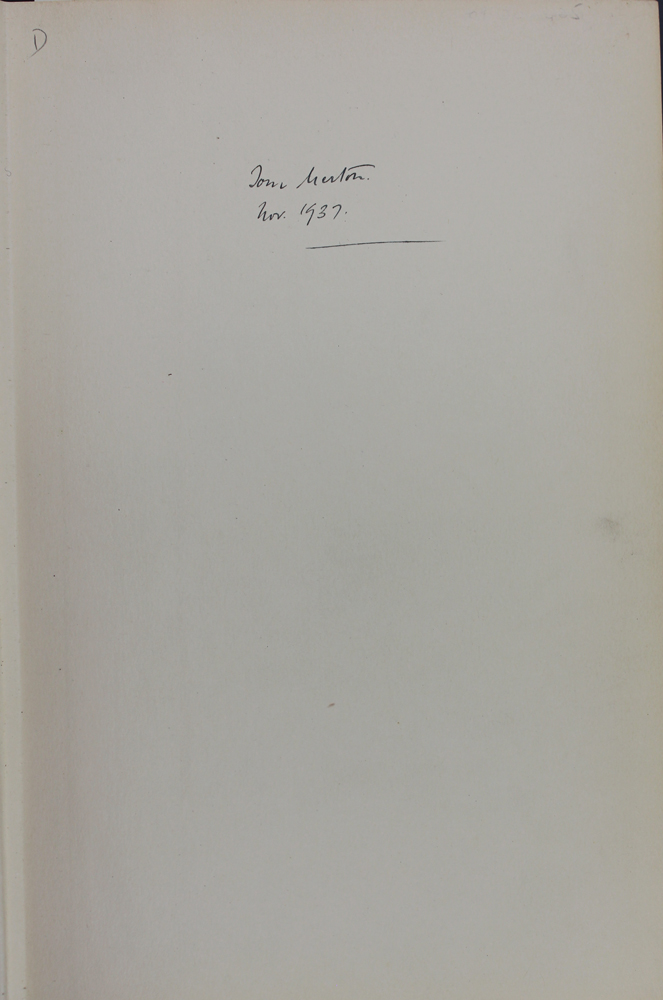 D
Tom Merton.
Nov. 1937.